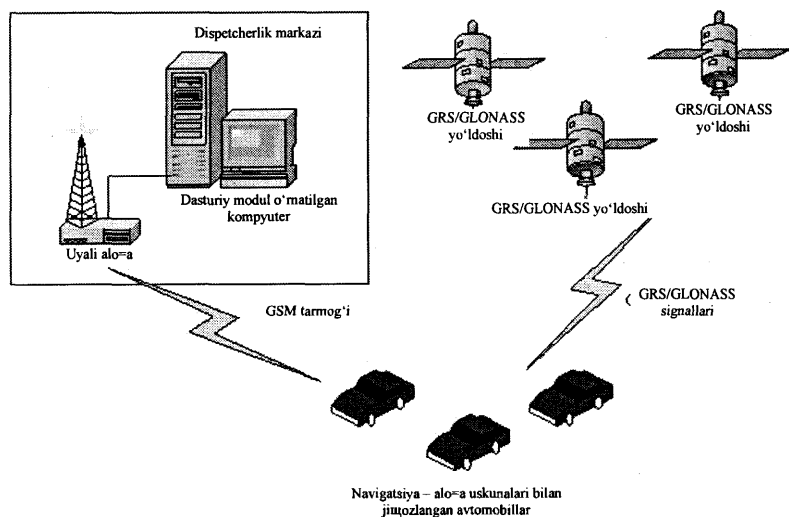 Dispetcherlik markazi
Dasturiy modul o‘rnatilgan
kompyuter
Uyali alo=a
GRS/GLONASS
yo‘ldoshi
GRS/GLONASS
yo‘ldoshi
GRS/GLONASS yo‘ldoshi
GSM tarmog‘i
GRS/GLONASS
signallari
Navigatsiya – alo=a uskunalari bilan
jiщozlangan avtomobillar